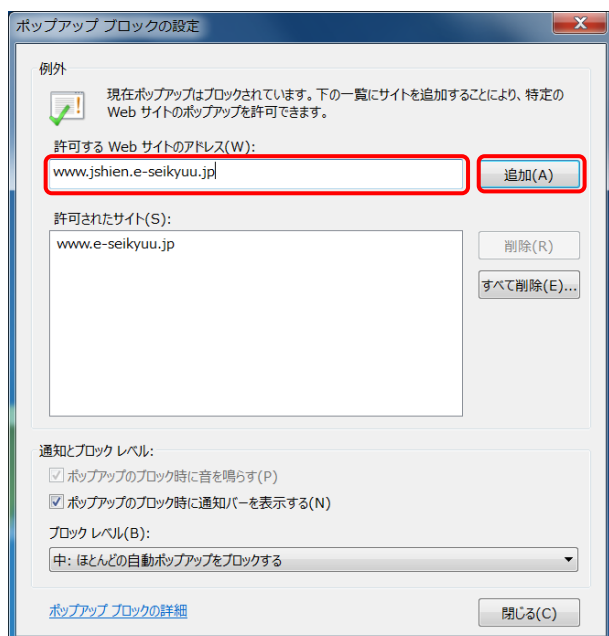 ポップアップ ブロックの設定
例外
現在ポップアップはブロックされています。下の一覧にサイトを追加することにより、特定の
Web サイトのポップアップを許可できます。
許可する Web サイトのアドレス(W):
www.jshien.e-seikyuu.jp
追加(A)
許可されたサイト(S):
www.e-seikyuu.jp
削除(R)
すべて削除(E)...
通知とブロック レベル:
ポップアップのブロック時に音を鳴らす(P)
ポップアップのブロック時に通知バーを表示する(N)
ブロック レベル(B):
中: ほとんどの自動ポップアップをブロックする
ポップアップ ブロックの詳細
閉じる(C)